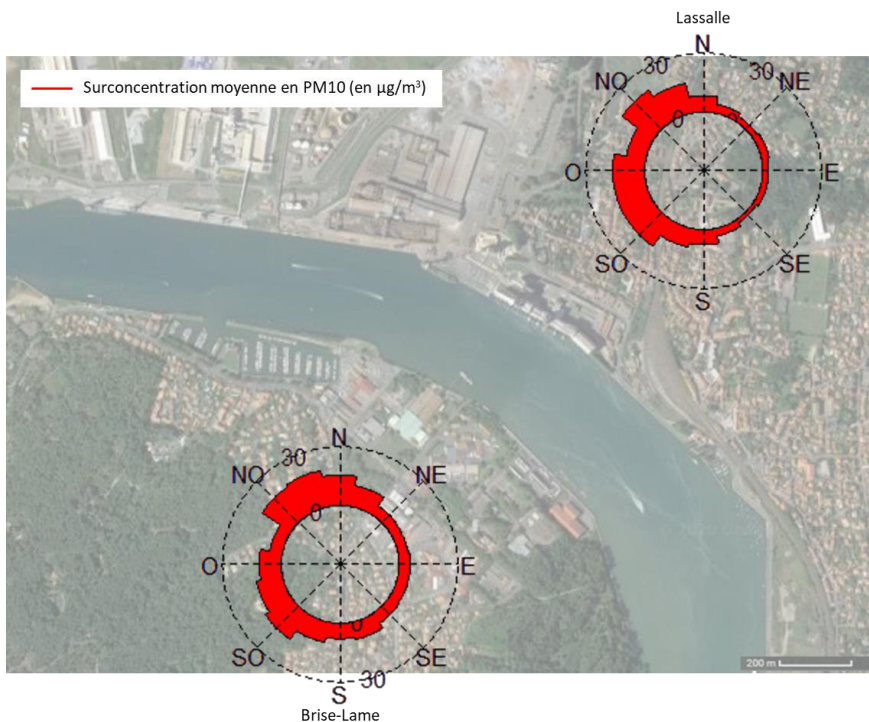 Lassalle
N
30
30
NO
NE
Surconcentration moyenne en PM10 (en µg/m³)
0
0
O
E
SO
SE
S
N
30
NO
NE
0
O
E
0
SO
SE
30
S
200 m
Brise-Lame